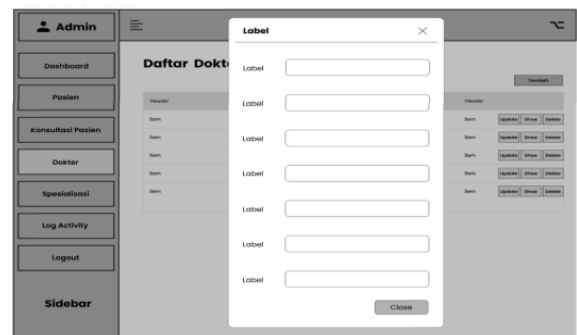 Admin
Dashboard
Pasien
Konsultasi Pasien
Dokter
Spesialisasi
Log Activity
Logout
Sidebar
Daftar Dokt
Tambah
Header
Header
Item
Item Update Show Delete
Item
Item Update Show Delete
Item
Item Update Show Delete
Item
Item Update Show Delete
Item
Item Update Show Delete
Label
Label
Label
Label
Label
Label
Label
Label
Close